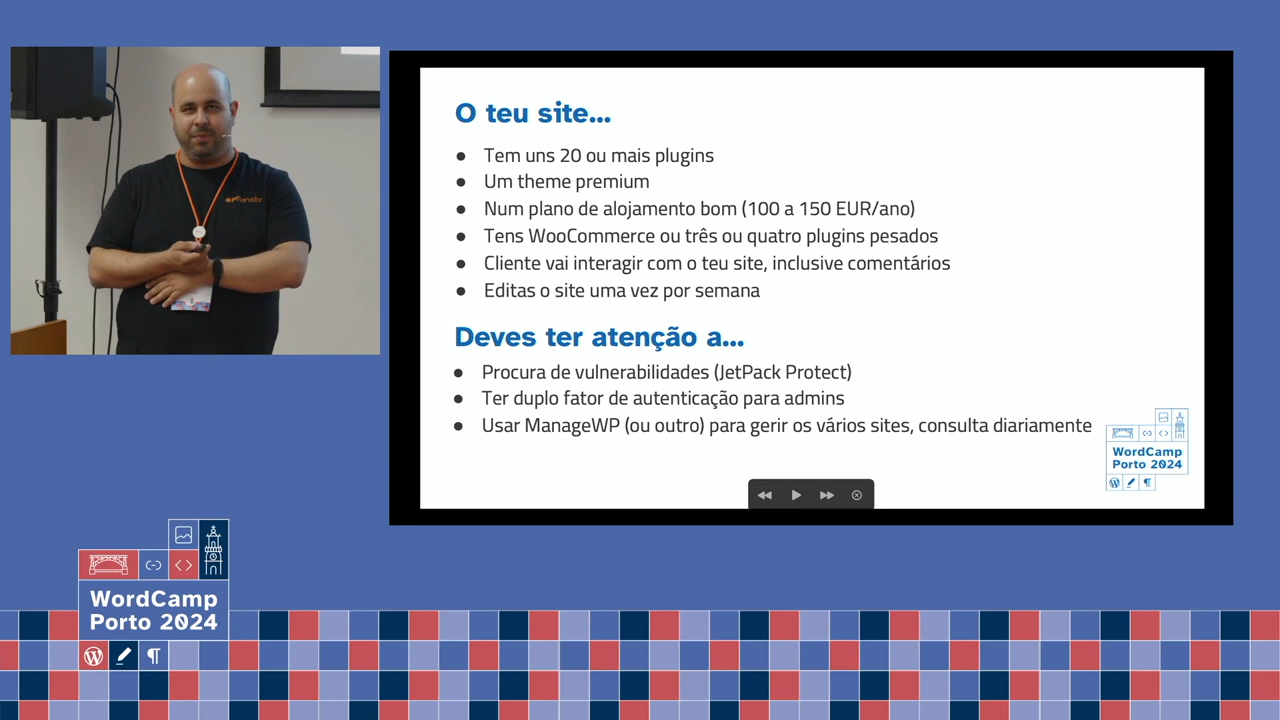 O teu site...
● Tem uns 20 ou mais plugins
● Um theme premium
● Num plano de alojamento bom (100 a 150 EUR/ano)
● Tens WooCommerce ou três ou quatro plugins pesados
● Cliente vai interagir com o teu site, inclusive comentários
● Editas o site uma vez por semana
Deves ter atenção a...
● Procura de vulnerabilidades (JetPack Protect)
● Ter duplo fator de autenticação para admins
● Usar ManageWP (ou outro) para gerir os vários sites, consulta diariamente
WordCamp
Porto 2024
WordCamp
Porto 2024